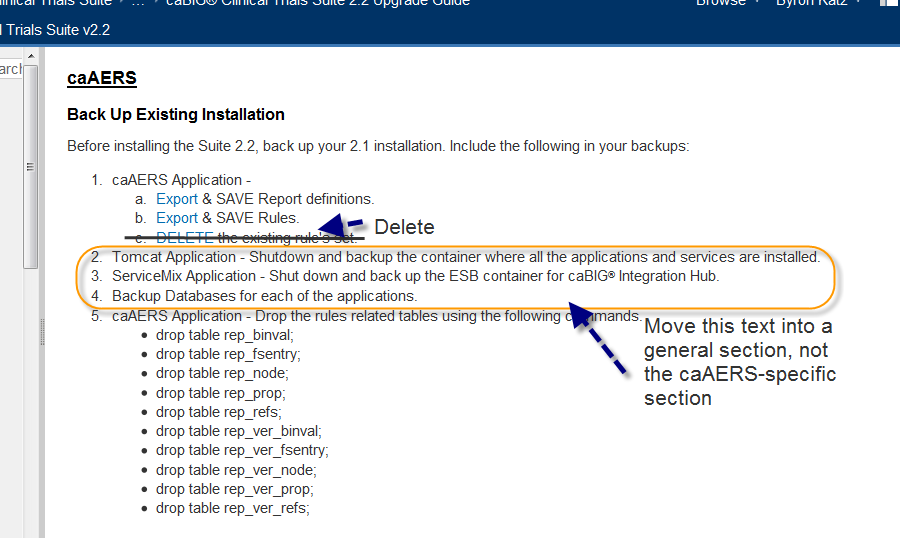 Clinical Trials Suite ... caBIG® Clinical Trials Suite 2.2 Upgrade Guide Browse Byron Katz
l Trials Suite v2.2
arch
caAERS
Back Up Existing Installation
Before installing the Suite 2.2, back up your 2.1 installation. Include the following in your backups:
1. caAERS Application -
a. Export & SAVE Report definitions.
b. Export & SAVE Rules.
Delete
c. DELETE the existing rule's set.
2. Tomcat Application - Shutdown and backup the container where all the applications and services are installed.
3. ServiceMix Application - Shut down and back up the ESB container for caBIG® Integration Hub.
4. Backup Databases for each of the applications.
5. caAERS Application - Drop the rules related tables using the following commands.
Move this text into a
general section, not
the caAERS-specific
section
• drop table rep_binval;
• drop table rep_fsentry;
• drop table rep_node;
• drop table rep_prop;
• drop table rep_refs;
• drop table rep_ver_binval;
• drop table rep_ver_fsentry;
• drop table rep_ver_node;
• drop table rep_ver_prop;
• drop table rep_ver_refs;